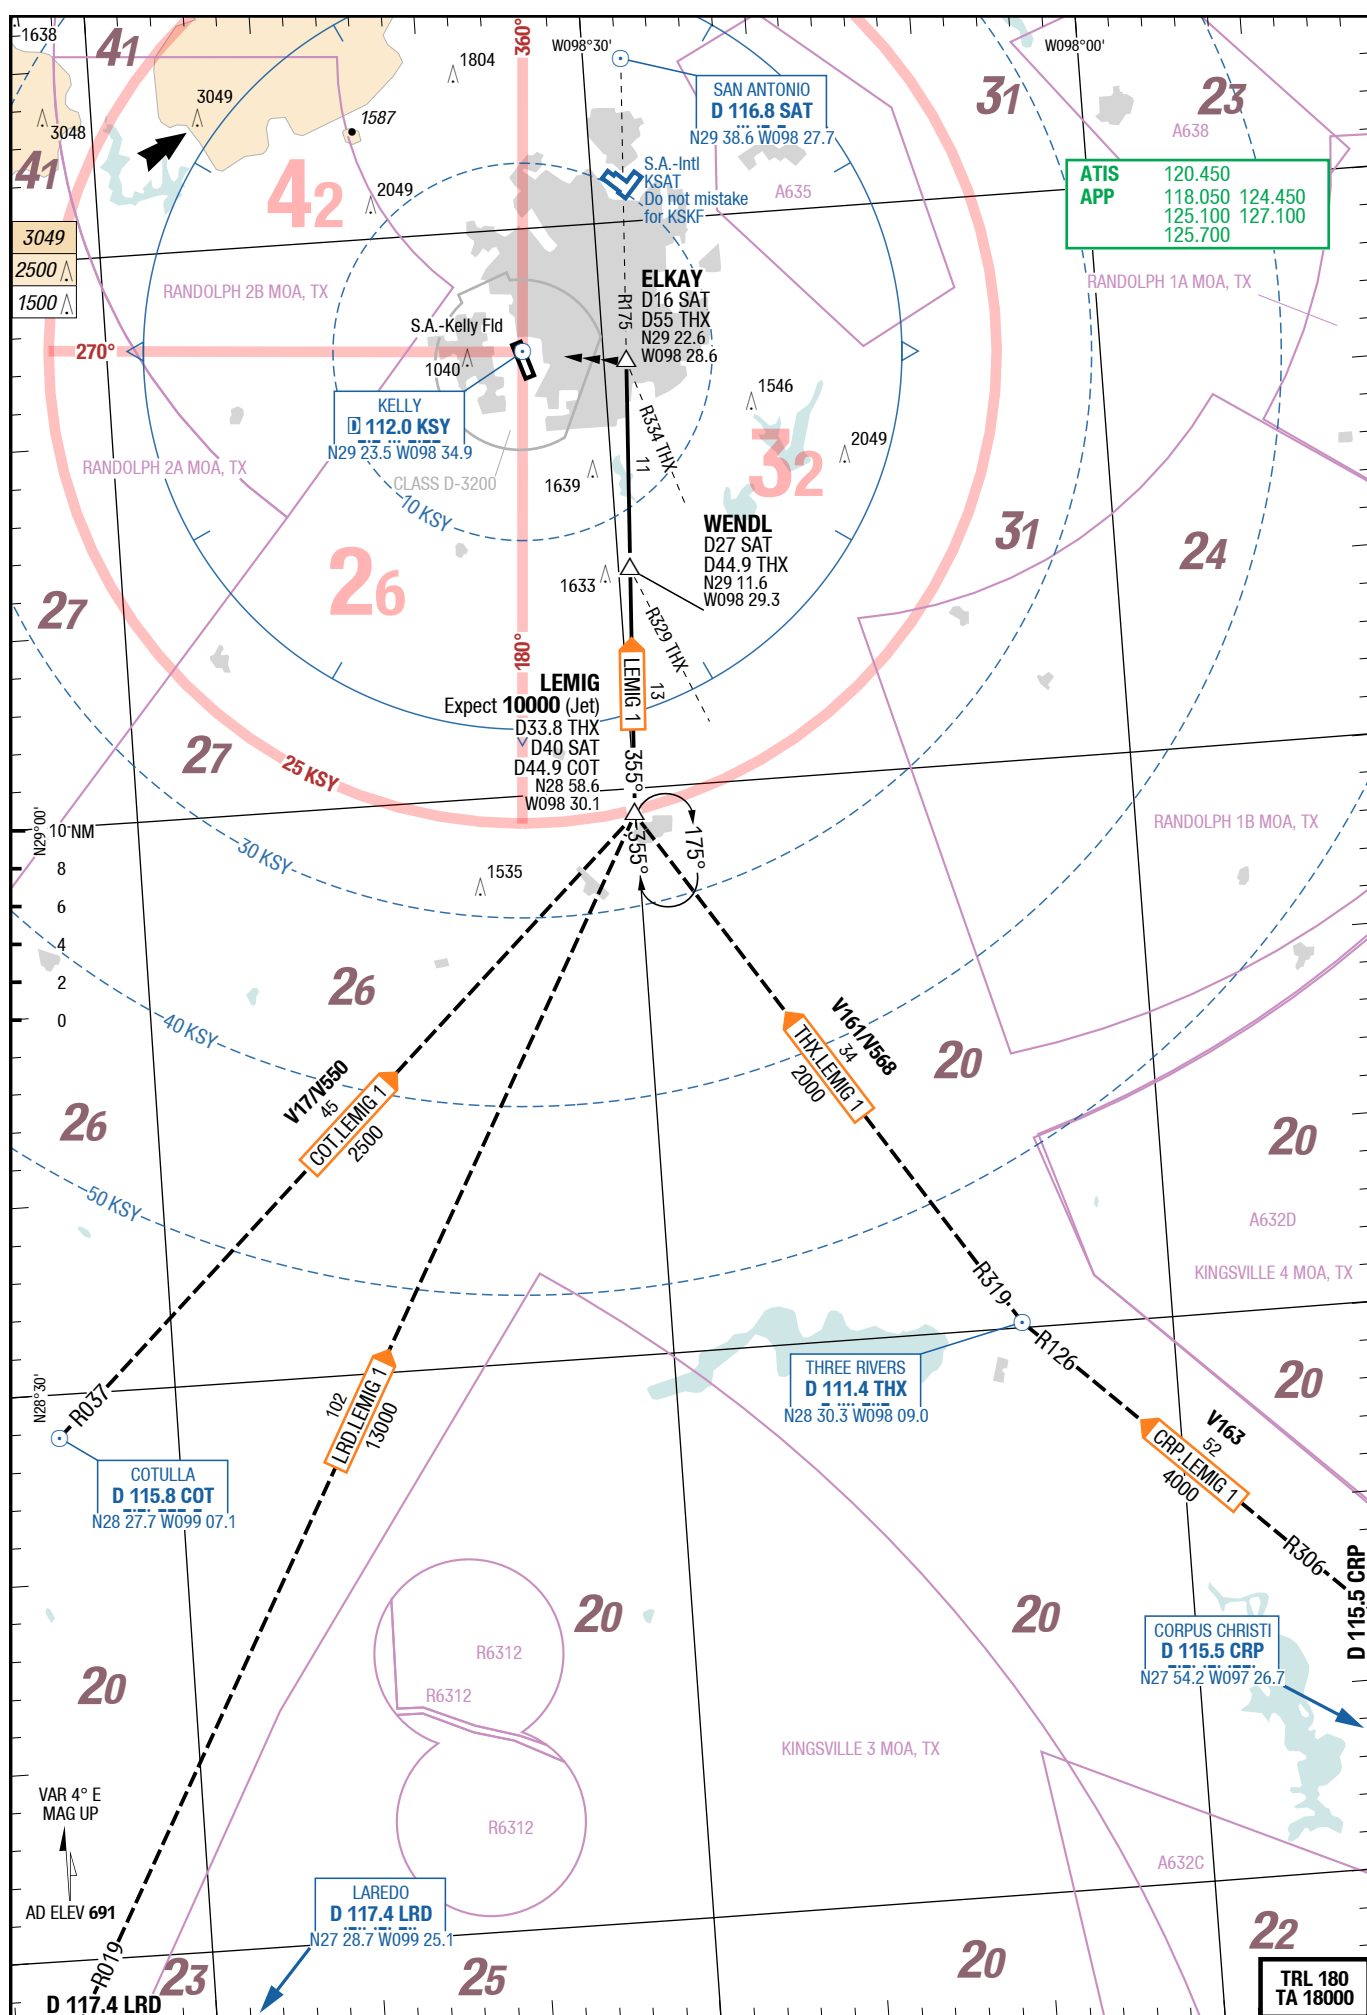 1638
41
1804
360°
W098°30'
W098°00'
31
23
A638
3049
3048
1587
SAN ANTONIO
D 116.8 SAT
N29 38.6 W098 27.7
S.A.-Intl
KSAT
Do not mistake
for KSKF
A635
ATIS 120.450
APP 118.050 124.450
125.100 127.100
125.700
41
42
2049
3049
2500
1500
RANDOLPH 2B MOA, TX
RANDOLPH 1A MOA, TX
ELKAY
D16 SAT
D55 THX
N29 22.6
W098 28.6
R175
S.A.-Kelly Fld
270°
1040
KELLY
D 112.0 KSY
N29 23.5 W098 34.9
CLASS D-3200
10 KSY
RANDOLPH 2A MOA, TX
1546
2049
32
R334 THX
11
1639
WENDL
D27 SAT
D44.9 THX
N29 11.6
W098 29.3
31
24
26
27
1633
R329 THX
180°
LEMIG 1
13
LEMIG
Expect 10000 (Jet)
D33.8 THX
D40 SAT
D44.9 COT
N28 58.6
W098 30.1
27
25 KSY
355°
355°
175°
N29°00'
10 NM
8
6
4
2
0
30 KSY
1535
RANDOLPH 1B MOA, TX
26
40 KSY
V17/V550
45
COT.LEMIG 1
2500
V161/V568
34
THX.LEMIG 1
2000
20
26
20
50 KSY
A632D
KINGSVILLE 4 MOA, TX
R319
R126
THREE RIVERS
D 111.4 THX
N28 30.3 W098 09.0
20
N28°30'
R037
102
LRD.LEMIG 1
13000
V163
52
CRP.LEMIG 1
4000
COTULLA
D 115.8 COT
N28 27.7 W099 07.1
R306
D 115.5 CRP
20
20
CORPUS CHRISTI
D 115.5 CRP
N27 54.2 W097 26.7
20
R6312
R6312
KINGSVILLE 3 MOA, TX
VAR 4° E
MAG UP
R6312
A632C
AD ELEV 691
LAREDO
D 117.4 LRD
N27 28.7 W099 25.1
R019
D 117.4 LRD
23
25
20
22
TRL 180
TA 18000